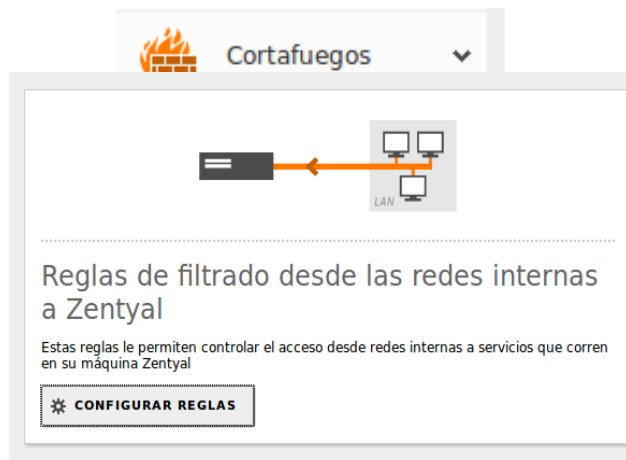 Cortafuegos
LAN
Reglas de filtrado desde las redes internas
a Zentyal
Estas reglas le permiten controlar el acceso desde redes internas a servicios que corren
en su máquina Zentyal
CONFIGURAR REGLAS